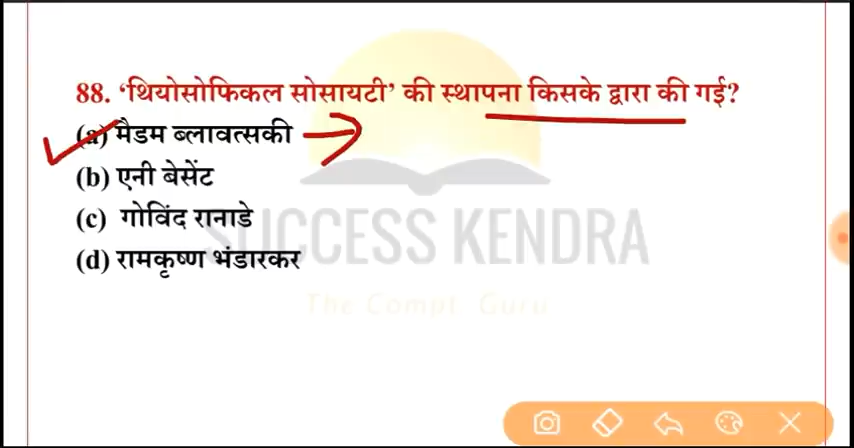 88. ‘थियोसोफिकल सोसायटी’ की स्थापना किसके द्वारा की गई?
(a) मैडम ब्लावत्सकी
(b) एनी बेसेंट
(c) गोविंद रानाडे
(d) रामकृष्ण भंडारकर
SUCCESS KENDRA
The Compt. Guru